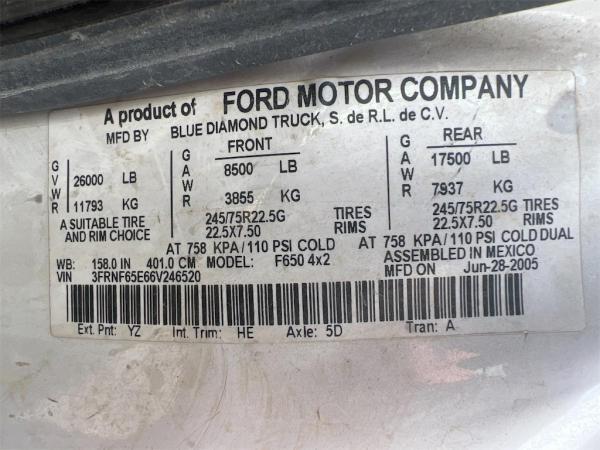 A product of FORD MOTOR COMPANY
MFD BY BLUE DIAMOND TRUCK, S. de R.L. de C.V.
GVWR 26000 LB
11793 KG
FRONT
GAWR 8500 LB
3855 KG
REAR
GAWR 17500 LB
7937 KG
A SUITABLE TIRE 245/75R22.5G TIRES 245/75R22.5G TIRES
AND RIM CHOICE 22.5X7.50 RIMS 22.5X7.50 RIMS
AT 758 KPA/110 PSI COLD AT 758 KPA/110 PSI COLD DUAL
WB: 158.0 IN 401.0 CM MODEL: F650 4x2 ASSEMBLED IN MEXICO
VIN 3FRNF65E66V246520 MFD ON Jun-28-2005
Ext. Pnt: YZ Int. Trim: HE Axle: 5D Tran: A